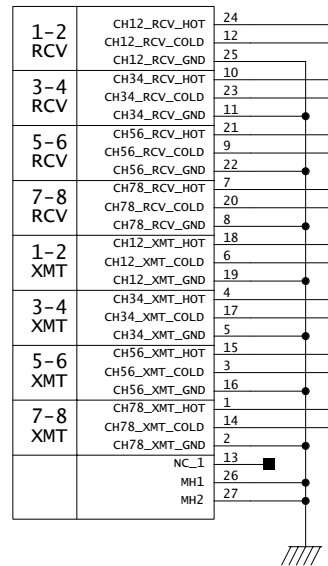 1-2
RCV
CH12_RCV_HOT 24
CH12_RCV_COLD 12
CH12_RCV_GND 25
3-4
RCV
CH34_RCV_HOT 10
CH34_RCV_COLD 23
CH34_RCV_GND 11
5-6
RCV
CH56_RCV_HOT 21
CH56_RCV_COLD 9
CH56_RCV_GND 22
7-8
RCV
CH78_RCV_HOT 7
CH78_RCV_COLD 20
CH78_RCV_GND 8
1-2
XMT
CH12_XMT_HOT 18
CH12_XMT_COLD 6
CH12_XMT_GND 19
3-4
XMT
CH34_XMT_HOT 4
CH34_XMT_COLD 17
CH34_XMT_GND 5
5-6
XMT
CH56_XMT_HOT 15
CH56_XMT_COLD 3
CH56_XMT_GND 16
7-8
XMT
CH78_XMT_HOT 1
CH78_XMT_COLD 14
CH78_XMT_GND 2
NC_1 13
MH1 26
MH2 27